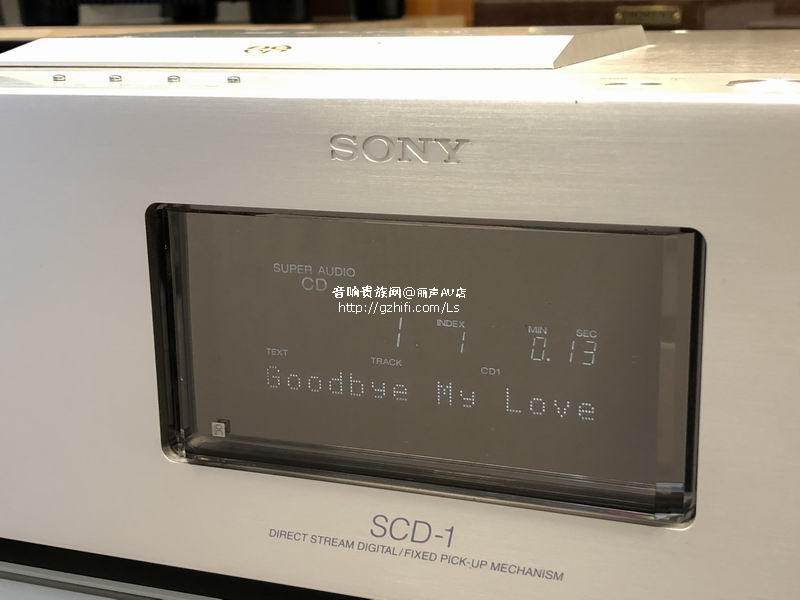 SONY
SUPER AUDIO
CD
音响贵族网@丽声AV店
http://gzhifi.com/Ls
1 INDEX 1 MIN 0. SEC 13
TEXT TRACK CD1
Goodbye My Love
SCD-1
DIRECT STREAM DIGITAL/FIXED PICK-UP MECHANISM